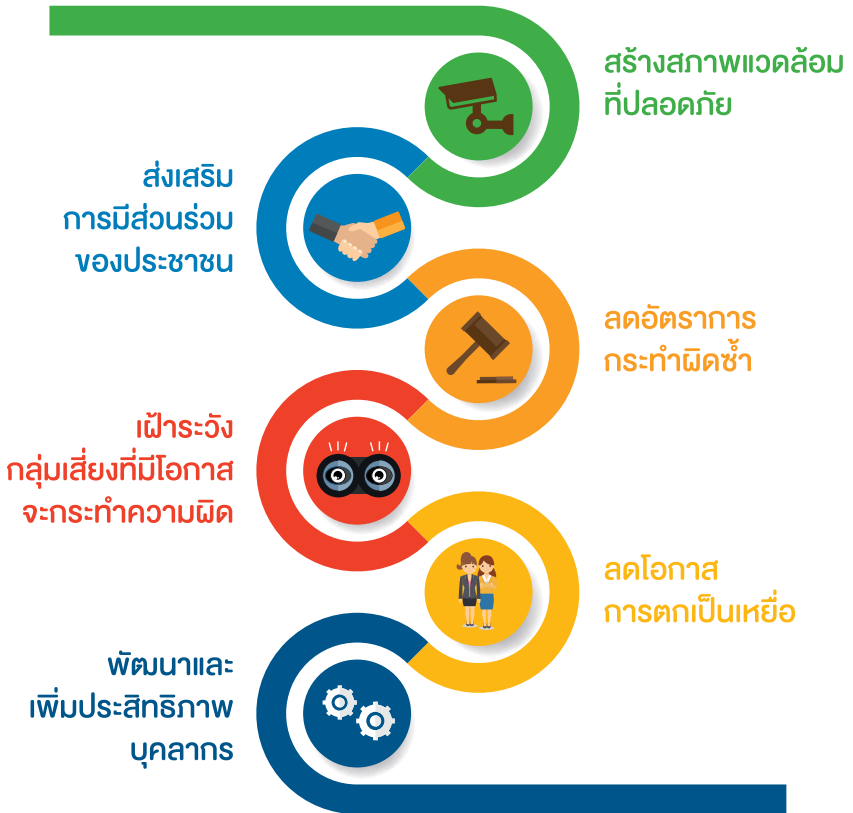 สร้างสภาพแวดล้อม
ที่ปลอดภัย
ส่งเสริม
การมีส่วนร่วม
ของประชาชน
ลดอัตราการ
กระทำผิดซ้ำ
เฝ้าระวัง
กลุ่มเสี่ยงที่มีโอกาส
จะกระทำความผิด
ลดโอกาส
การตกเป็นเหยื่อ
พัฒนาและ
เพิ่มประสิทธิภาพ
บุคลากร